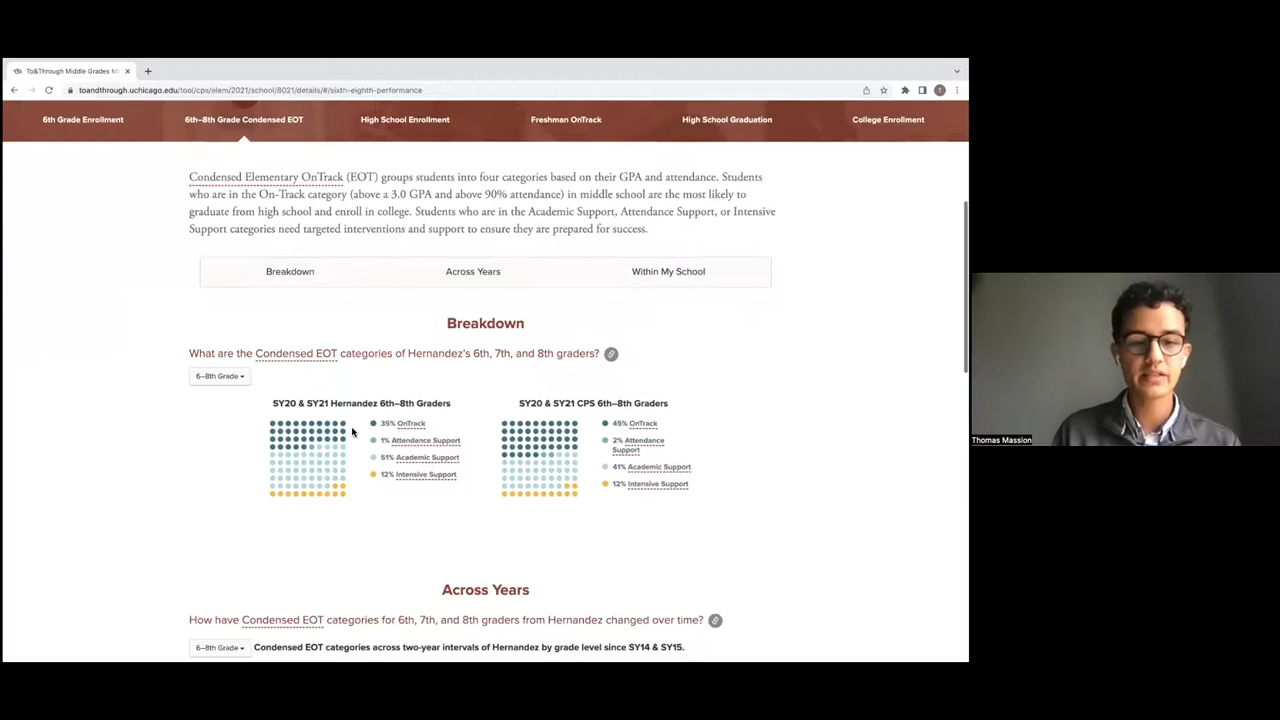 To&Through Middle Grades M
toandthrough.uchicago.edu/tool/cps/elem/2021/school/8021/details/#/sixth-eighth-performance
T
6th Grade Enrollment
6th–8th Grade Condensed EOT
High School Enrollment
Freshman OnTrack
High School Graduation
College Enrollment
Condensed Elementary OnTrack (EOT) groups students into four categories based on their GPA and attendance. Students
who are in the On-Track category (above a 3.0 GPA and above 90% attendance) in middle school are the most likely to
graduate from high school and enroll in college. Students who are in the Academic Support, Attendance Support, or Intensive
Support categories need targeted interventions and support to ensure they are prepared for success.
Breakdown
Across Years
Within My School
Breakdown
What are the Condensed EOT categories of Hernandez's 6th, 7th, and 8th graders?
6–8th Grade
SY20 & SY21 Hernandez 6th–8th Graders
35% OnTrack
1% Attendance Support
51% Academic Support
12% Intensive Support
SY20 & SY21 CPS 6th–8th Graders
45% OnTrack
2% Attendance
Support
41% Academic Support
12% Intensive Support
Across Years
How have Condensed EOT categories for 6th, 7th, and 8th graders from Hernandez changed over time?
6–8th Grade
Condensed EOT categories across two-year intervals of Hernandez by grade level since SY14 & SY15.
Thomas Massion